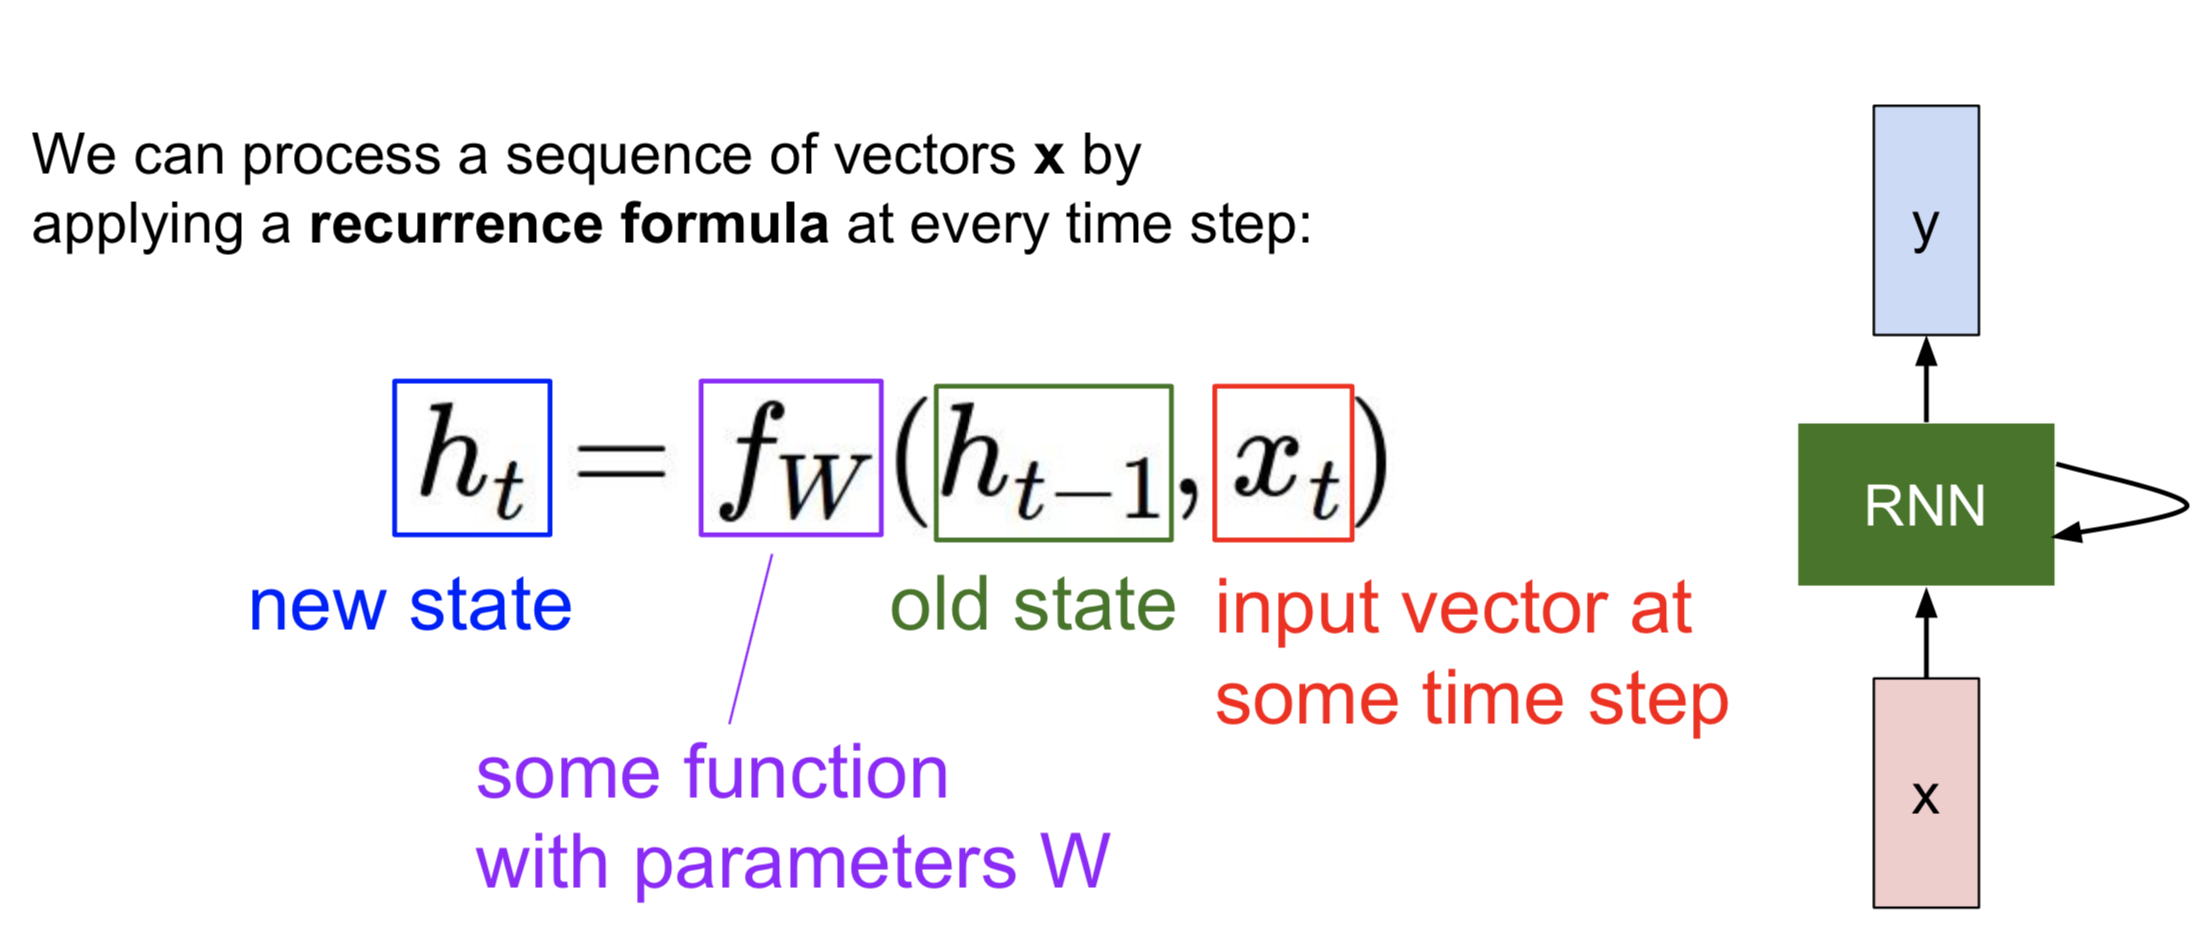 We can process a sequence of vectors x by
applying a recurrence formula at every time step:
h_t = f_W(h_{t-1}, x_t)
new state
old state
input vector at
some time step
some function
with parameters W
y
RNN
x